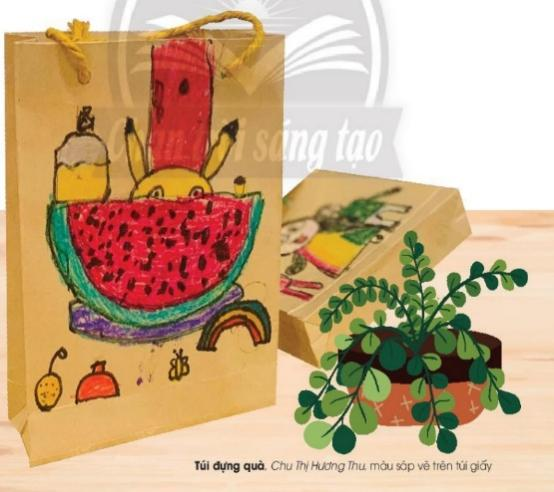 Chân trời sáng tạo
Túi đựng quà, Chu Thị Hương Thu, màu sáp vẽ trên túi giấy